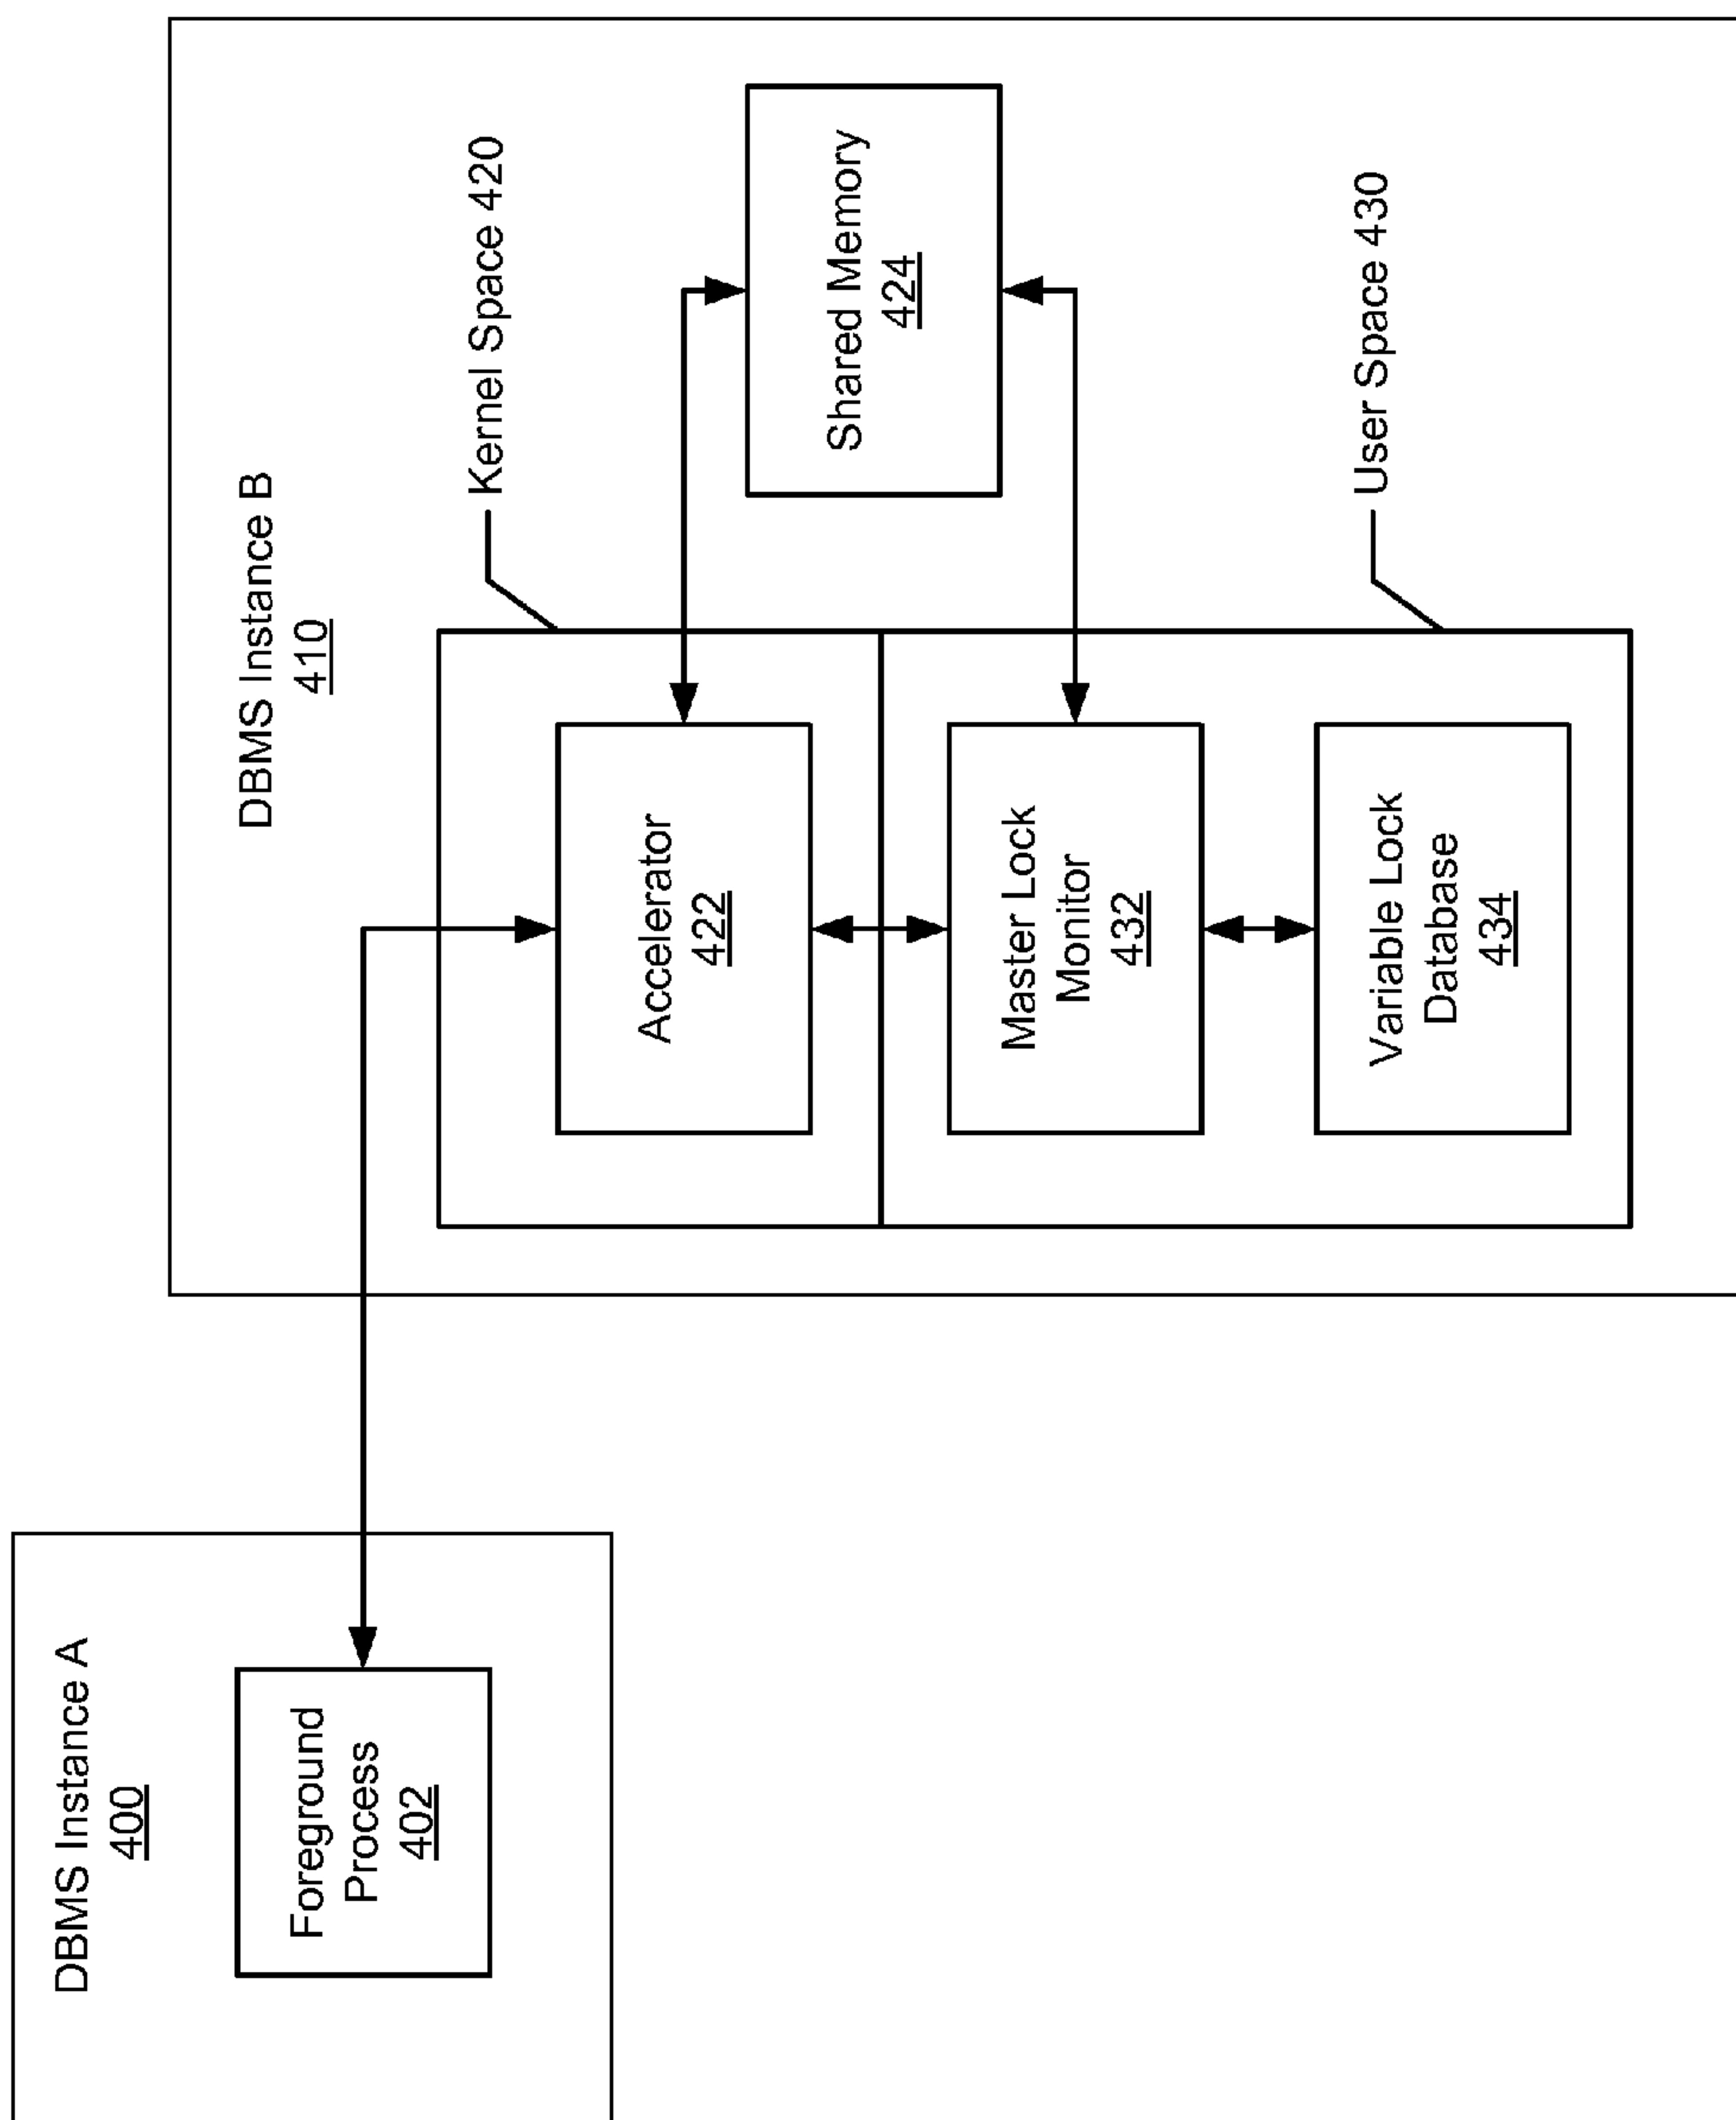 DBMS Instance A
400
Foreground
Process
402
DBMS Instance B
410
Kernel Space 420
Accelerator
422
Shared Memory
424
Master Lock
Monitor
432
User Space 430
Variable Lock
Database
434